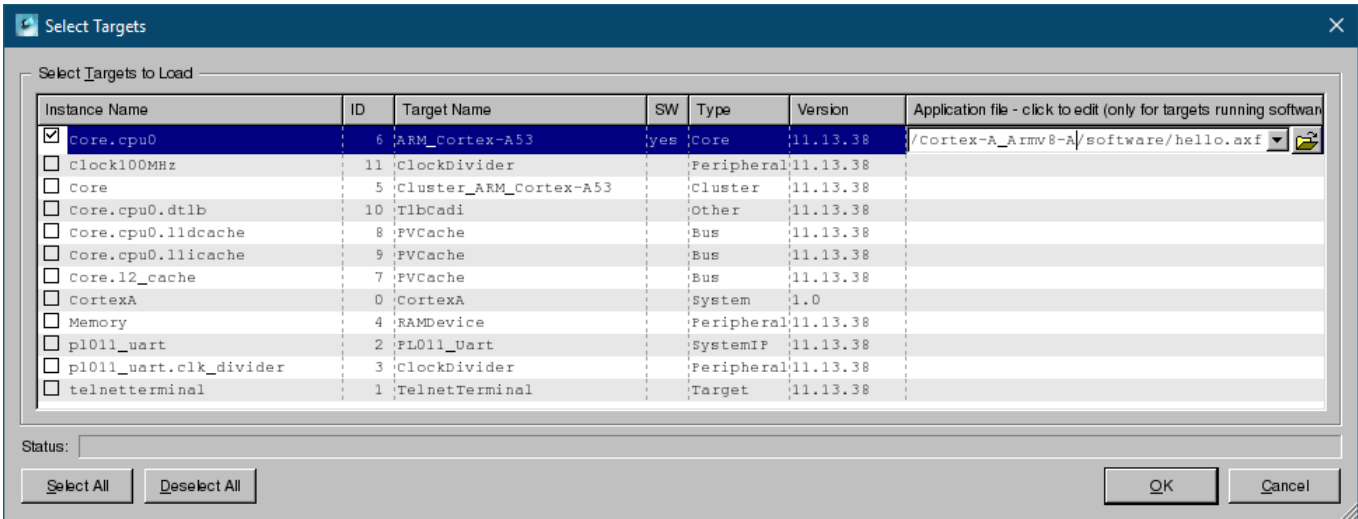 Select Targets
Select Targets to Load
Instance Name ID Target Name SW Type Version Application file - click to edit (only for targets running softwar
Core.cpu0 6 ARM_Cortex-A53 yes Core 11.13.38 /Cortex-A_Armv8-A/software/hello.axf
Clock100MHz 11 ClockDivider Peripheral 11.13.38
Core 5 Cluster_ARM_Cortex-A53 Cluster 11.13.38
Core.cpu0.dtlb 10 TlbCadi Other 11.13.38
Core.cpu0.l1dcache 8 PVCache Bus 11.13.38
Core.cpu0.l1icache 9 PVCache Bus 11.13.38
Core.l2_cache 7 PVCache Bus 11.13.38
CortexA 0 CortexA System 1.0
Memory 4 RAMDevice Peripheral 11.13.38
pl011_uart 2 PL011_Uart SystemIP 11.13.38
pl011_uart.clk_divider 3 ClockDivider Peripheral 11.13.38
telnetterminal 1 TelnetTerminal Target 11.13.38
Status:
Select All Deselect All OK Cancel